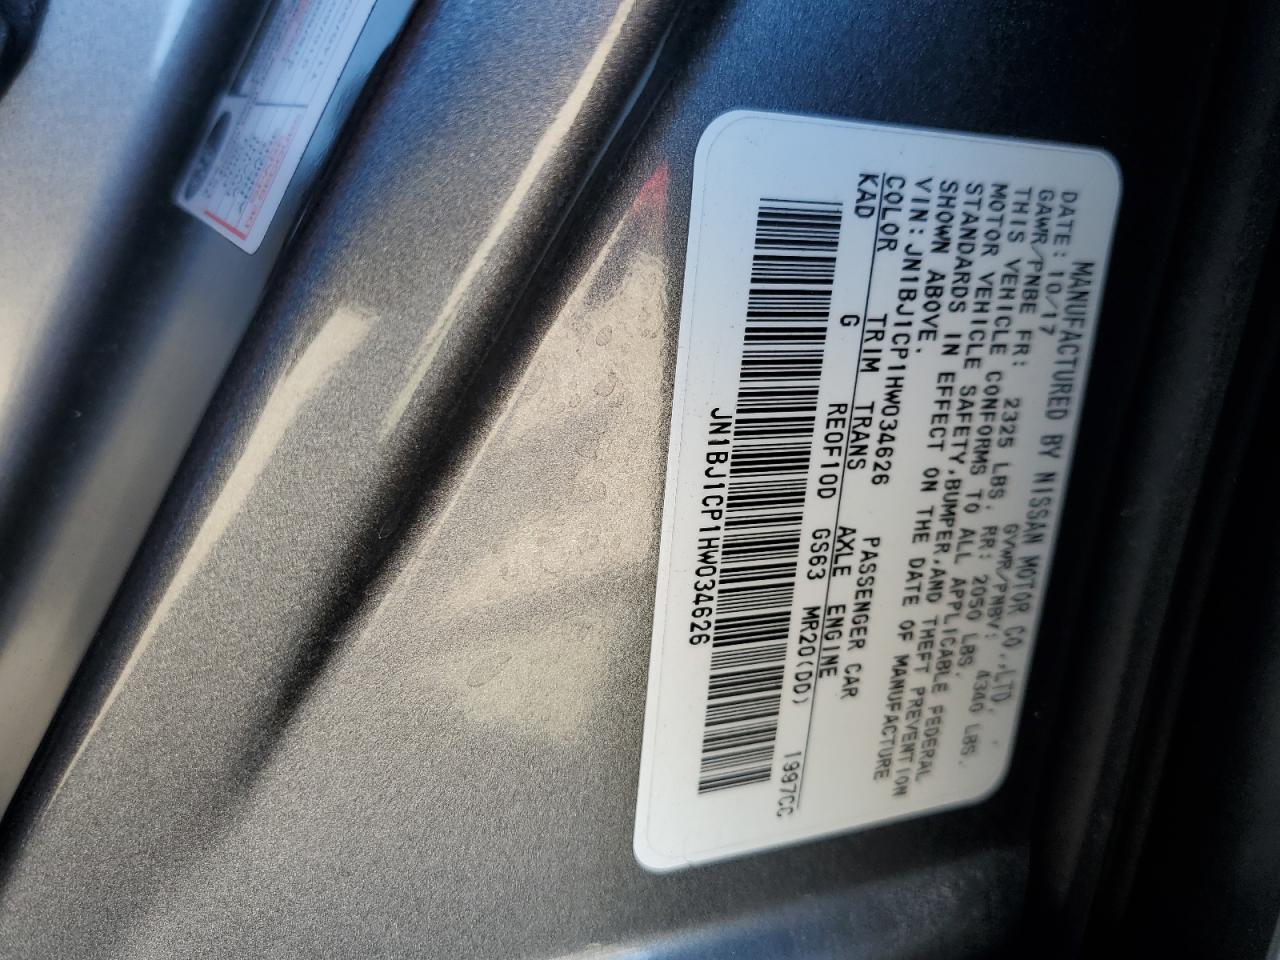 MANUFACTURED BY NISSAN MOTOR CO.,LTD.
DATE:10/17 GVWR/PNBV: 4340 LBS.
GAWR/PNBE FR: 2325 LBS. RR: 2050 LBS.
THIS VEHICLE CONFORMS TO ALL APPLICABLE FEDERAL
MOTOR VEHICLE SAFETY,BUMPER,AND THEFT PREVENTION
STANDARDS IN EFFECT ON THE DATE OF MANUFACTURE
SHOWN ABOVE.
VIN:JN1BJ1CP1HW034626 PASSENGER CAR
COLOR TRIM TRANS AXLE ENGINE
KAD G RE0F10D GS63 MR20(DD) 1997CC
JN1BJ1CP1HW034626